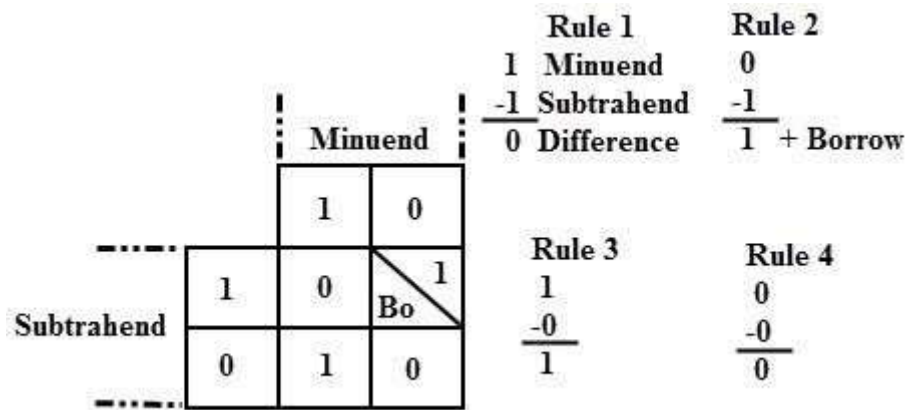 Rule 1
1 Minuend
-1 Subtrahend
0 Difference
Rule 2
0
-1
1 + Borrow
Minuend
1 0
Subtrahend
1 0 Bo 1
0 1 0
Rule 3
1
-0
1
Rule 4
0
-0
0